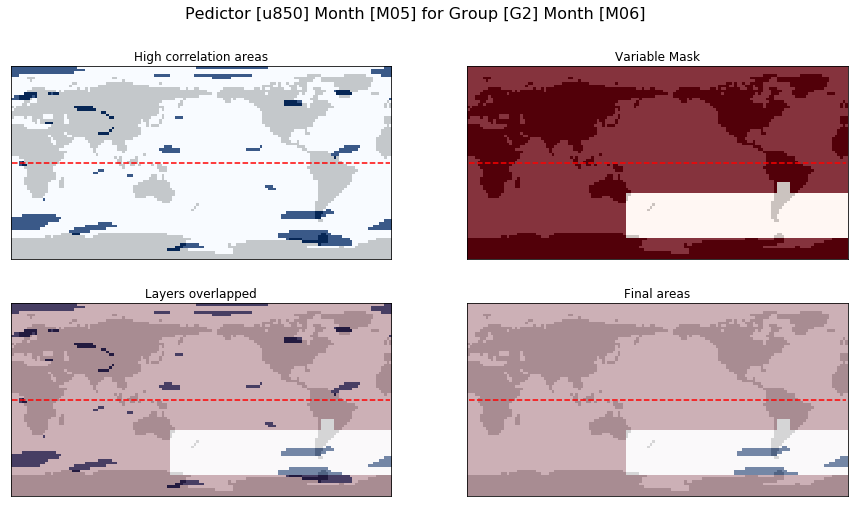 Pedictor [u850] Month [M05] for Group [G2] Month [M06]
High correlation areas
Variable Mask
Layers overlapped
Final areas